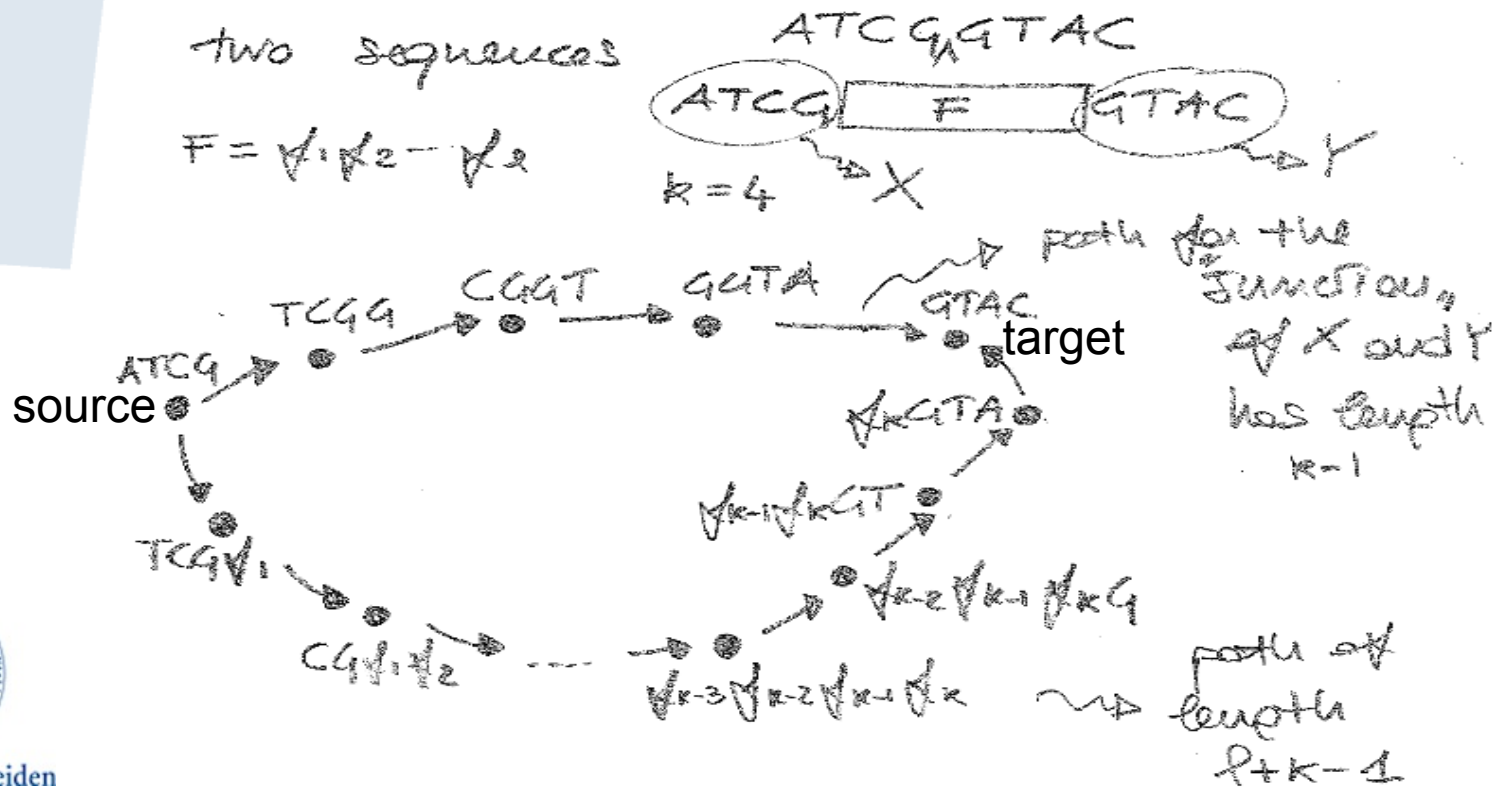 two sequences
ATCG^GTAC
ATCG F GTAC
F = f1f2--fl
k = 4
X
Y
path for the
"junction"
of X and Y
has length
k-1
ATCG
TCGG
CGGT
GGTA
GTAC
source
target
TCGf1
CGf1f2
----
fk-3fk-2fk-1fk
fk-2fk-1fkG
fk-1fkGT
fkGTA
path of
length
l+k-1
eiden